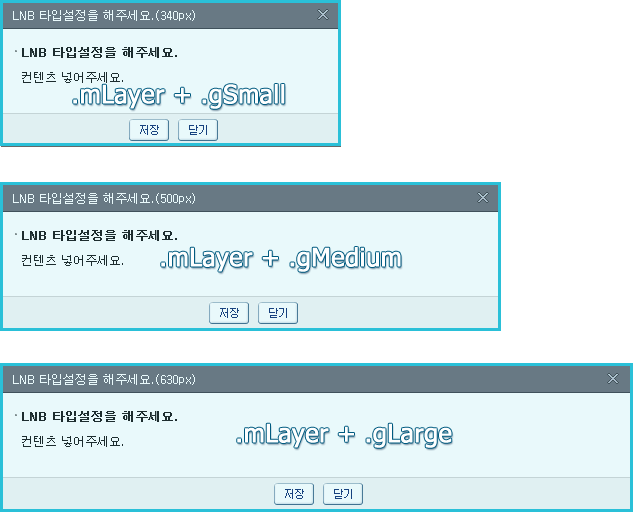 LNB 타입설정을 해주세요.(340px)
LNB 타입설정을 해주세요.
컨텐츠 넣어주세요.
.mLayer + .gSmall
저장 닫기
LNB 타입설정을 해주세요.(500px)
LNB 타입설정을 해주세요.
컨텐츠 넣어주세요.
.mLayer + .gMedium
저장 닫기
LNB 타입설정을 해주세요.(630px)
LNB 타입설정을 해주세요.
컨텐츠 넣어주세요.
.mLayer + .gLarge
저장 닫기